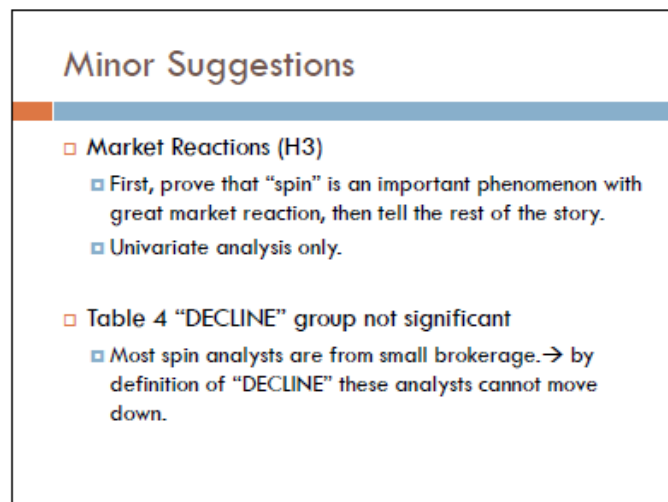 Minor Suggestions
Market Reactions (H3)
First, prove that “spin” is an important phenomenon with
great market reaction, then tell the rest of the story.
Univariate analysis only.
Table 4 “DECLINE” group not significant
Most spin analysts are from small brokerage.→ by
definition of “DECLINE” these analysts cannot move
down.